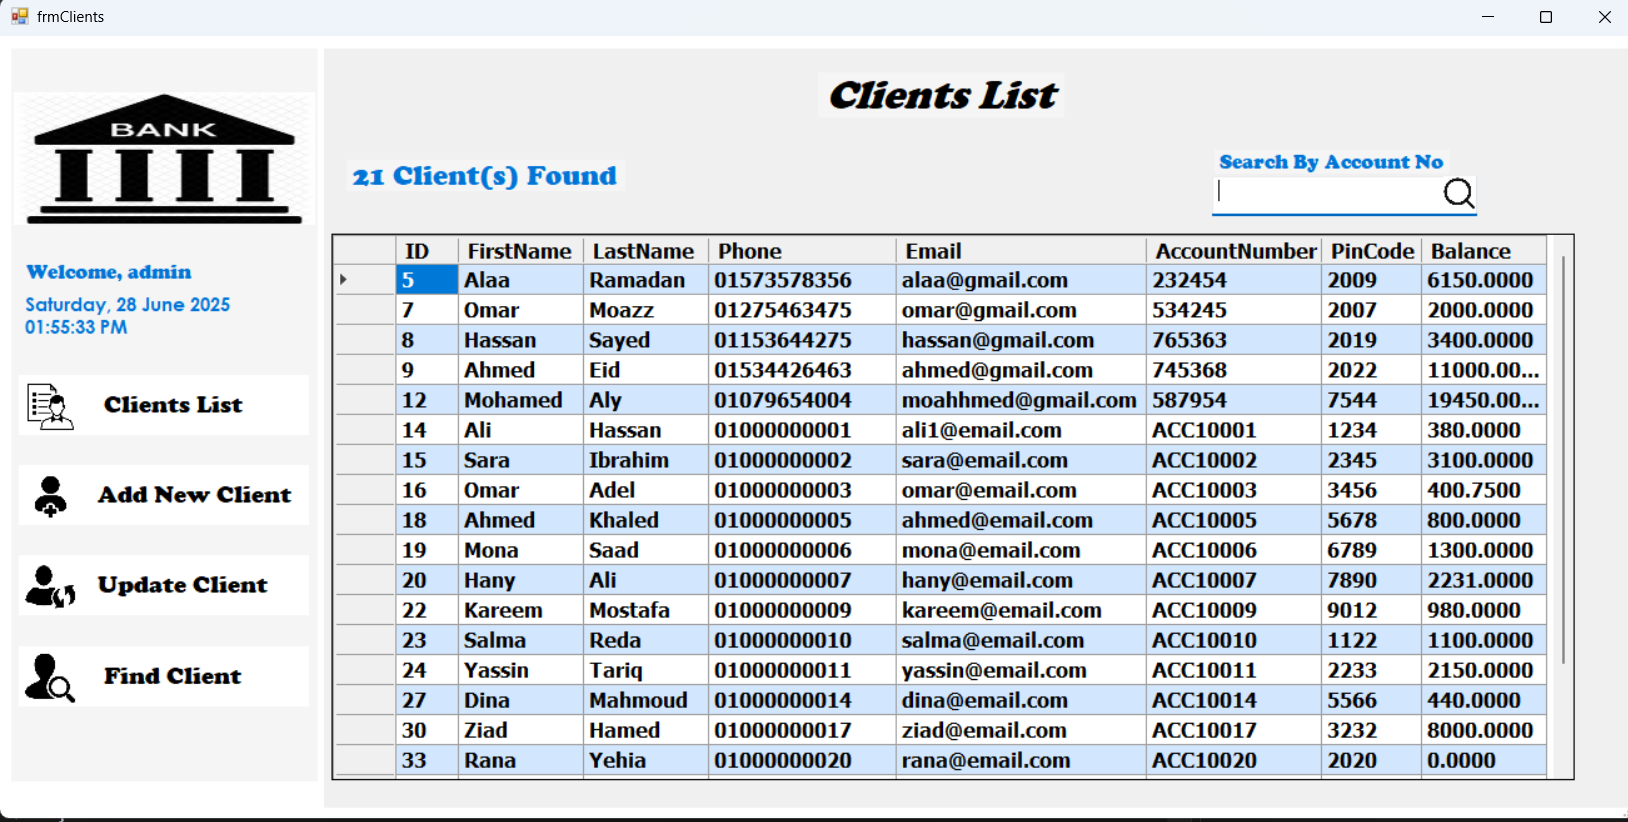 frmClients
BANK
Welcome, admin
Saturday, 28 June 2025
01:55:33 PM
Clients List
Add New Client
Update Client
Find Client
Clients List
21 Client(s) Found
Search By Account No
ID FirstName LastName Phone Email AccountNumber PinCode Balance
5 Alaa Ramadan 01573578356 alaa@gmail.com 232454 2009 6150.0000
7 Omar Moazz 01275463475 omar@gmail.com 534245 2007 2000.0000
8 Hassan Sayed 01153644275 hassan@gmail.com 765363 2019 3400.0000
9 Ahmed Eid 01534426463 ahmed@gmail.com 745368 2022 11000.00...
12 Mohamed Aly 01079654004 moahhmed@gmail.com 587954 7544 19450.00...
14 Ali Hassan 01000000001 ali1@email.com ACC10001 1234 380.0000
15 Sara Ibrahim 01000000002 sara@email.com ACC10002 2345 3100.0000
16 Omar Adel 01000000003 omar@email.com ACC10003 3456 400.7500
18 Ahmed Khaled 01000000005 ahmed@email.com ACC10005 5678 800.0000
19 Mona Saad 01000000006 mona@email.com ACC10006 6789 1300.0000
20 Hany Ali 01000000007 hany@email.com ACC10007 7890 2231.0000
22 Kareem Mostafa 01000000009 kareem@email.com ACC10009 9012 980.0000
23 Salma Reda 01000000010 salma@email.com ACC10010 1122 1100.0000
24 Yassin Tariq 01000000011 yassin@email.com ACC10011 2233 2150.0000
27 Dina Mahmoud 01000000014 dina@email.com ACC10014 5566 440.0000
30 Ziad Hamed 01000000017 ziad@email.com ACC10017 3232 8000.0000
33 Rana Yehia 01000000020 rana@email.com ACC10020 2020 0.0000